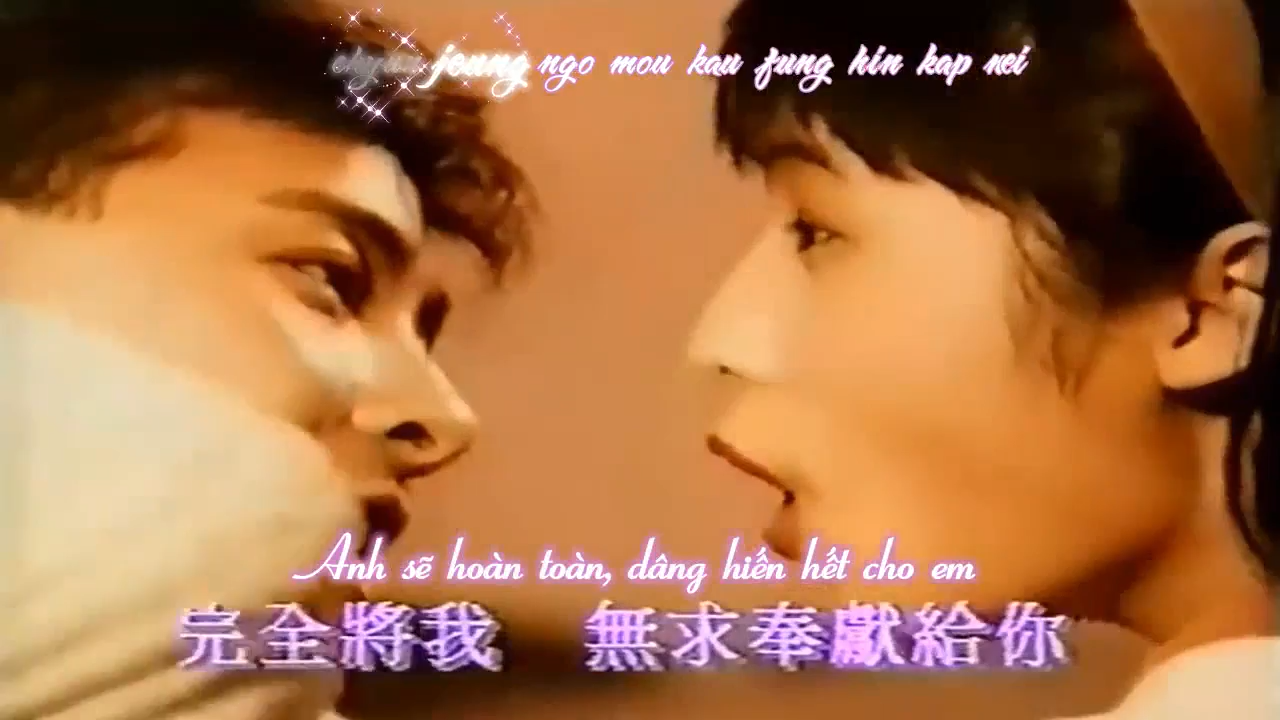 jeung ngo mou kau fung hin kap nei
Anh sẽ hoàn toàn, dâng hiến hết cho em
完全將我 無求奉獻給你